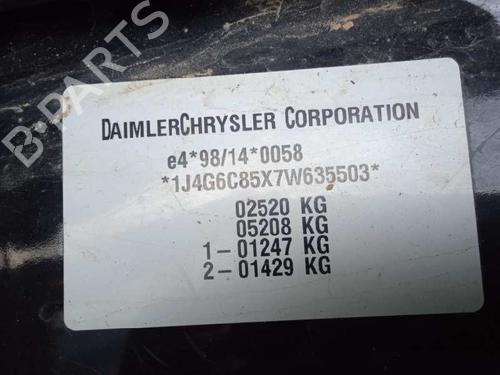 B-PARTS
DAIMLERCHRYSLER CORPORATION
e4*98/14*0058
*1J4G6C85X7W635503*
02520 KG
05208 KG
1-01247 KG
2-01429 KG